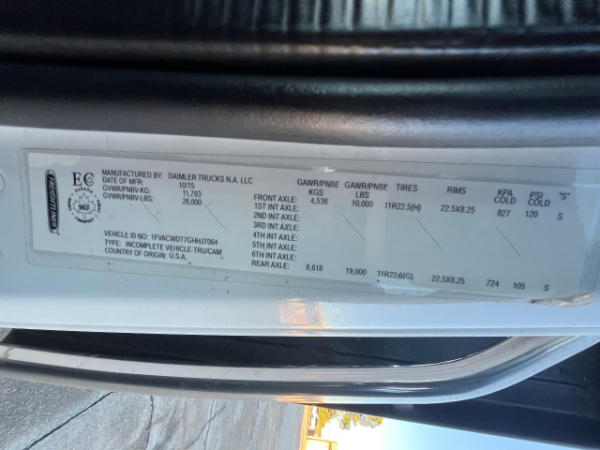 FREIGHTLINER
EC
CANADA
902
MANUFACTURED BY: DAIMLER TRUCKS N.A. LLC
DATE OF MFR: 10/15
GVWR/PNBV-KG: 11,793
GVWR/PNBV-LBS: 26,000
VEHICLE ID NO: 1FVACWDT7GHHJ7064
TYPE: INCOMPLETE VEHICLE-TRU/CAM
COUNTRY OF ORIGIN: U.S.A.
GAWR/PNBE KGS GAWR/PNBE LBS TIRES RIMS KPA COLD PSI COLD S/
FRONT AXLE: 4,536 10,000 11R22.5(H) 22.5X8.25 827 120 S
1ST INT AXLE:
2ND INT AXLE:
3RD INT AXLE:
4TH INT AXLE:
5TH INT AXLE:
6TH INT AXLE:
REAR AXLE: 8,618 19,000 11R22.5(G) 22.5X8.25 724 105 S